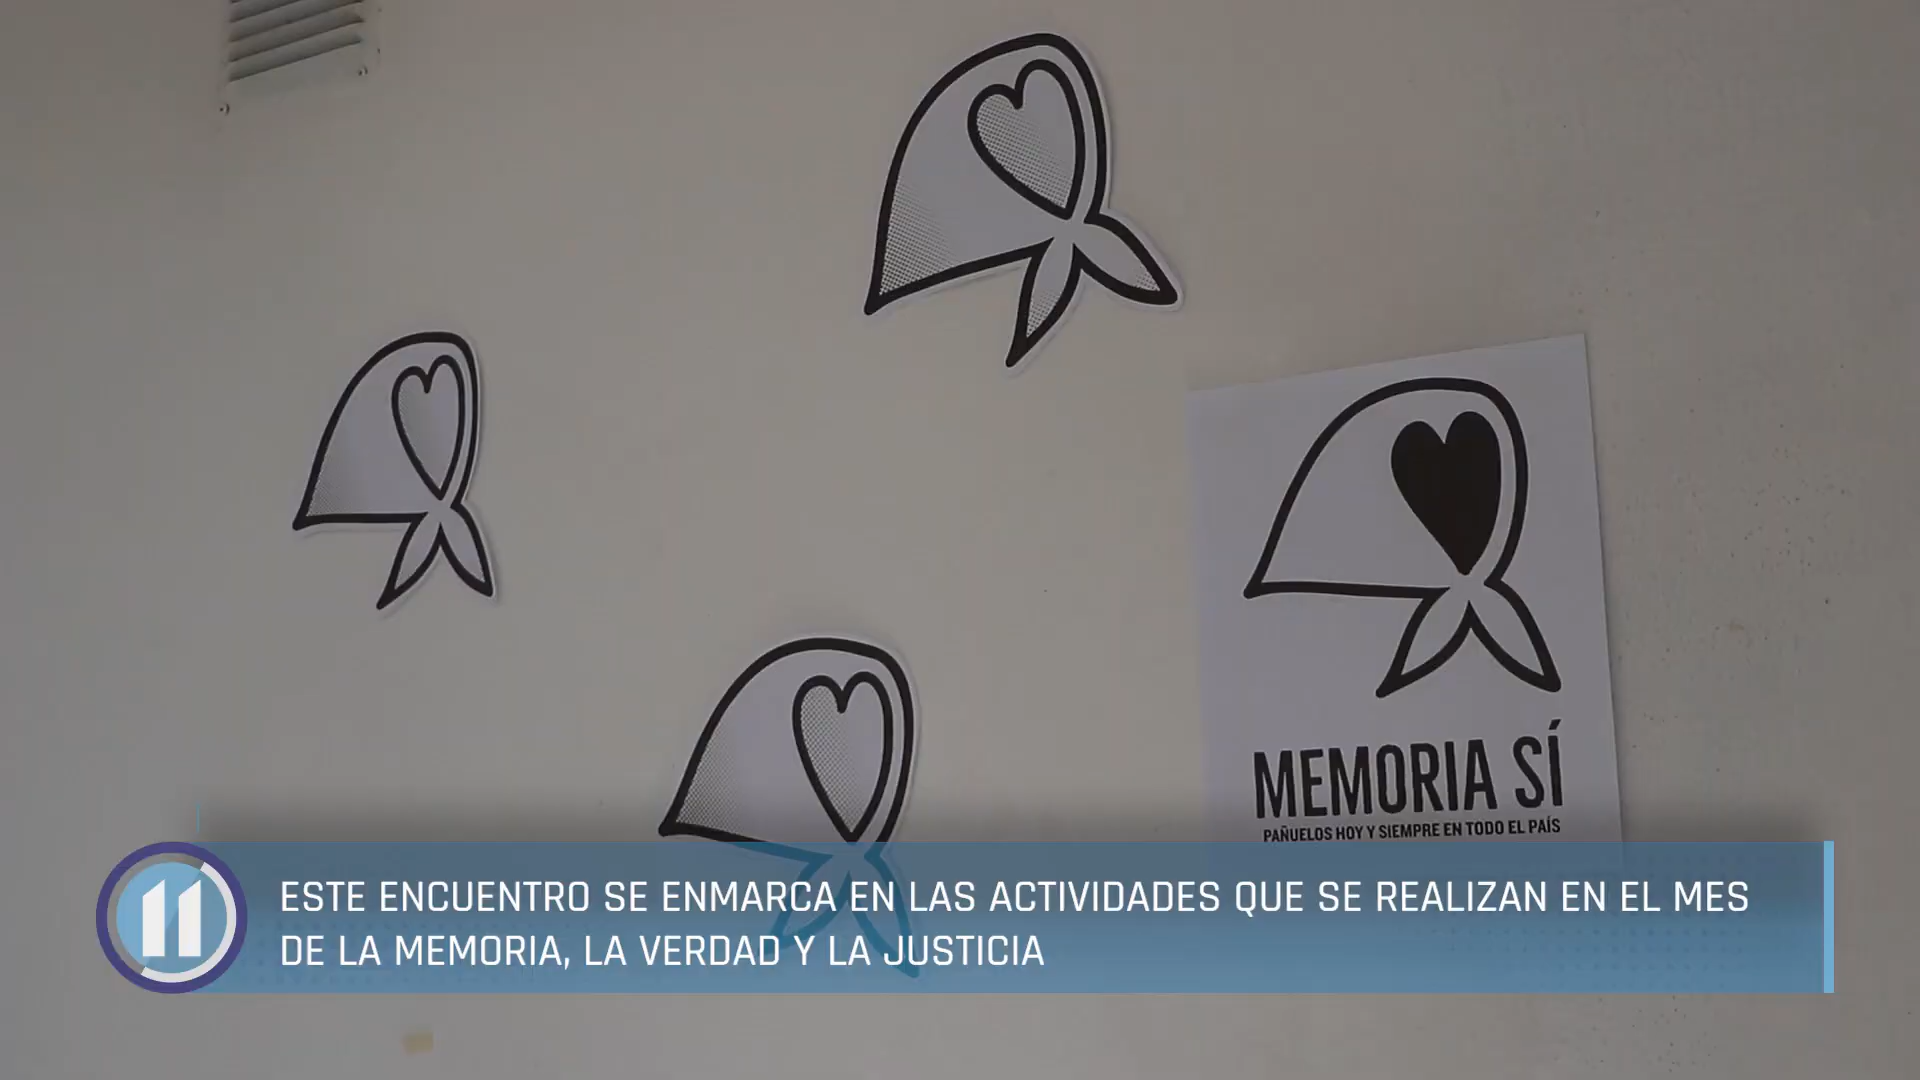 MEMORIA SÍ
PAÑUELOS HOY Y SIEMPRE EN TODO EL PAÍS
11
ESTE ENCUENTRO SE ENMARCA EN LAS ACTIVIDADES QUE SE REALIZAN EN EL MES
DE LA MEMORIA, LA VERDAD Y LA JUSTICIA